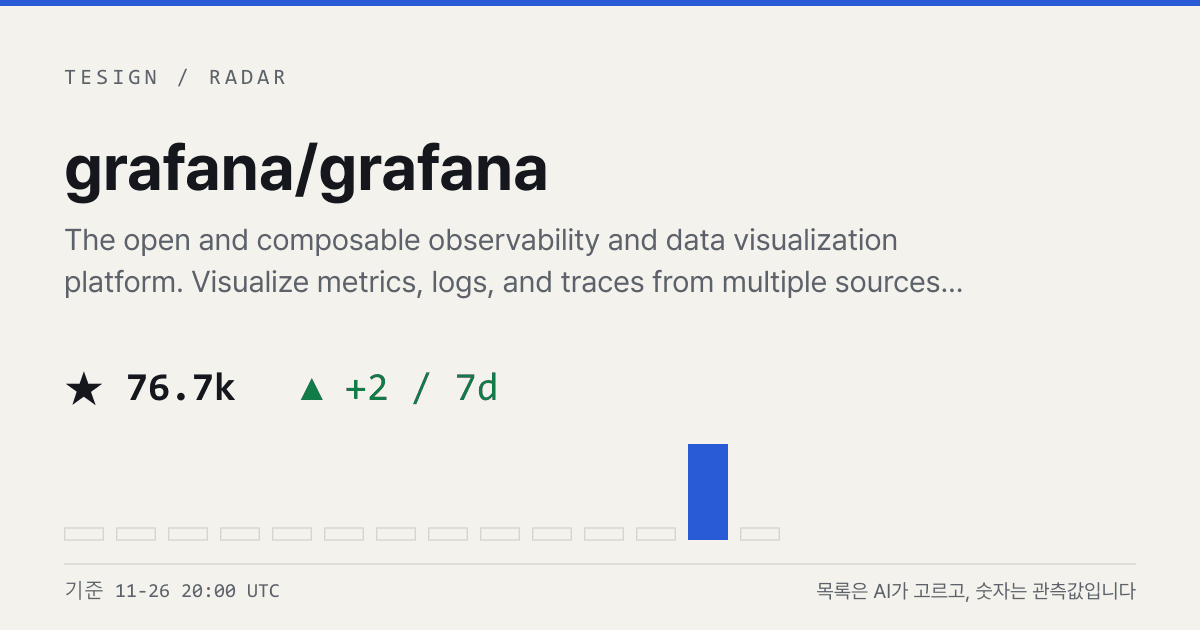 TESIGN / RADAR
grafana/grafana
The open and composable observability and data visualization
platform. Visualize metrics, logs, and traces from multiple sources…
★ 76.7k ▲ +2 / 7d
기준 11-26 20:00 UTC
목록은 AI가 고르고, 숫자는 관측값입니다